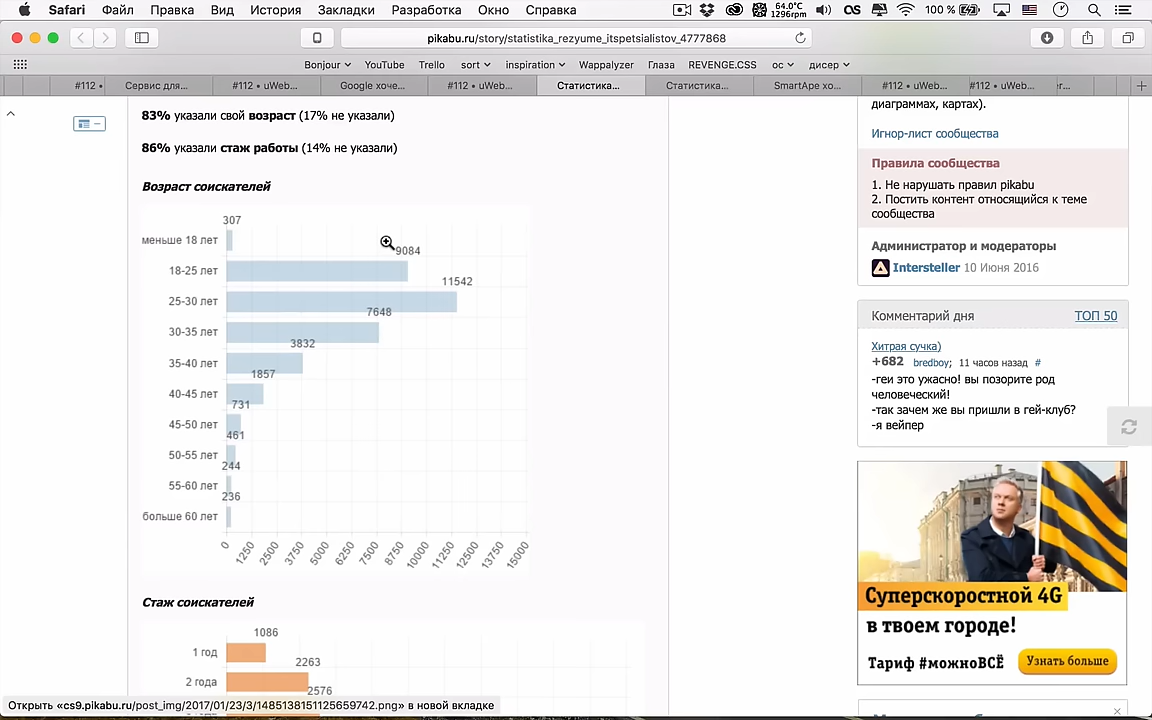 Safari Файл Правка Вид История Закладки Разработка Окно Справка 64.0°C 1296rpm 100 %
pikabu.ru/story/statistika_rezyume_itspetsialistov_4777868
Bonjour YouTube Trello sort inspiration Wappalyzer Глаза REVENGE.CSS ос дисер
#112 • Сервис для... #112 • uWeb... Google хоче... #112 • uWeb... Статистика... Статистика... SmartApe хо... #112 • uWeb... #112 • uWeb...
83% указали свой возраст (17% не указали)
86% указали стаж работы (14% не указали)
Возраст соискателей
307
меньше 18 лет
9084
18-25 лет
11542
25-30 лет
7648
30-35 лет
3832
35-40 лет
1857
40-45 лет
731
45-50 лет
461
50-55 лет
244
55-60 лет
236
больше 60 лет
0 1250 2500 3750 5000 6250 7500 8750 10000 11250 12500 13750 15000
Стаж соискателей
1086
1 год
2263
2 года
2576
Открыть «cs9.pikabu.ru/post_img/2017/01/23/3/1485138151125659742.png» в новой вкладке
диаграммах, картах).
Игнор-лист сообщества
Правила сообщества
1. Не нарушать правил pikabu
2. Постить контент относящийся к теме
сообщества
Администратор и модераторы
Intersteller 10 Июня 2016
Комментарий дня ТОП 50
Хитрая сучка)
+682 bredboy; 11 часов назад #
-геи это ужасно! вы позорите род
человеческий!
-так зачем же вы пришли в гей-клуб?
-я вейпер
Суперскоростной 4G
в твоем городе!
Тариф #можноВСЁ Узнать больше